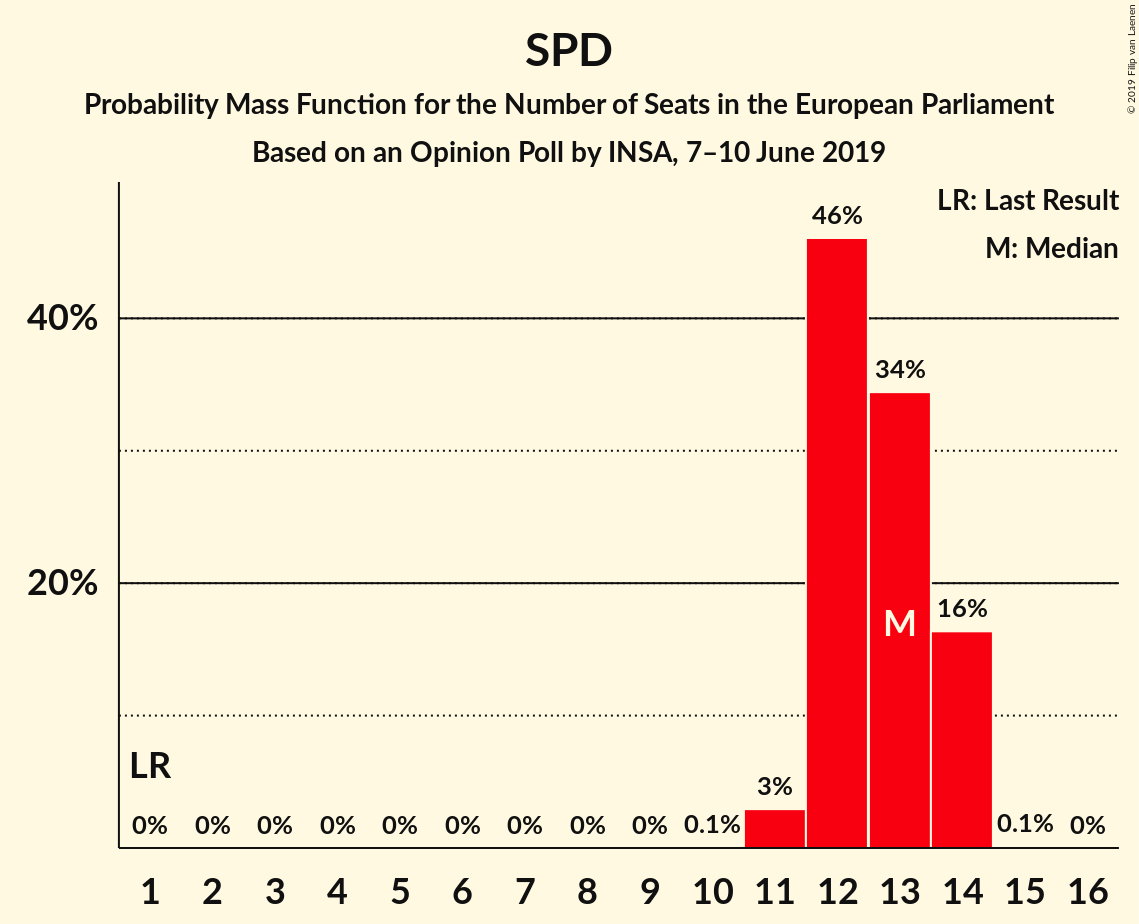 SPD
Probability Mass Function for the Number of Seats in the European Parliament
Based on an Opinion Poll by INSA, 7–10 June 2019
© 2019 Filip van Laenen
LR: Last Result
M: Median
40%
20%
46%
34%
16%
M
LR
3%
0% 0% 0% 0% 0% 0% 0% 0% 0% 0.1% 0.1% 0%
1 2 3 4 5 6 7 8 9 10 11 12 13 14 15 16